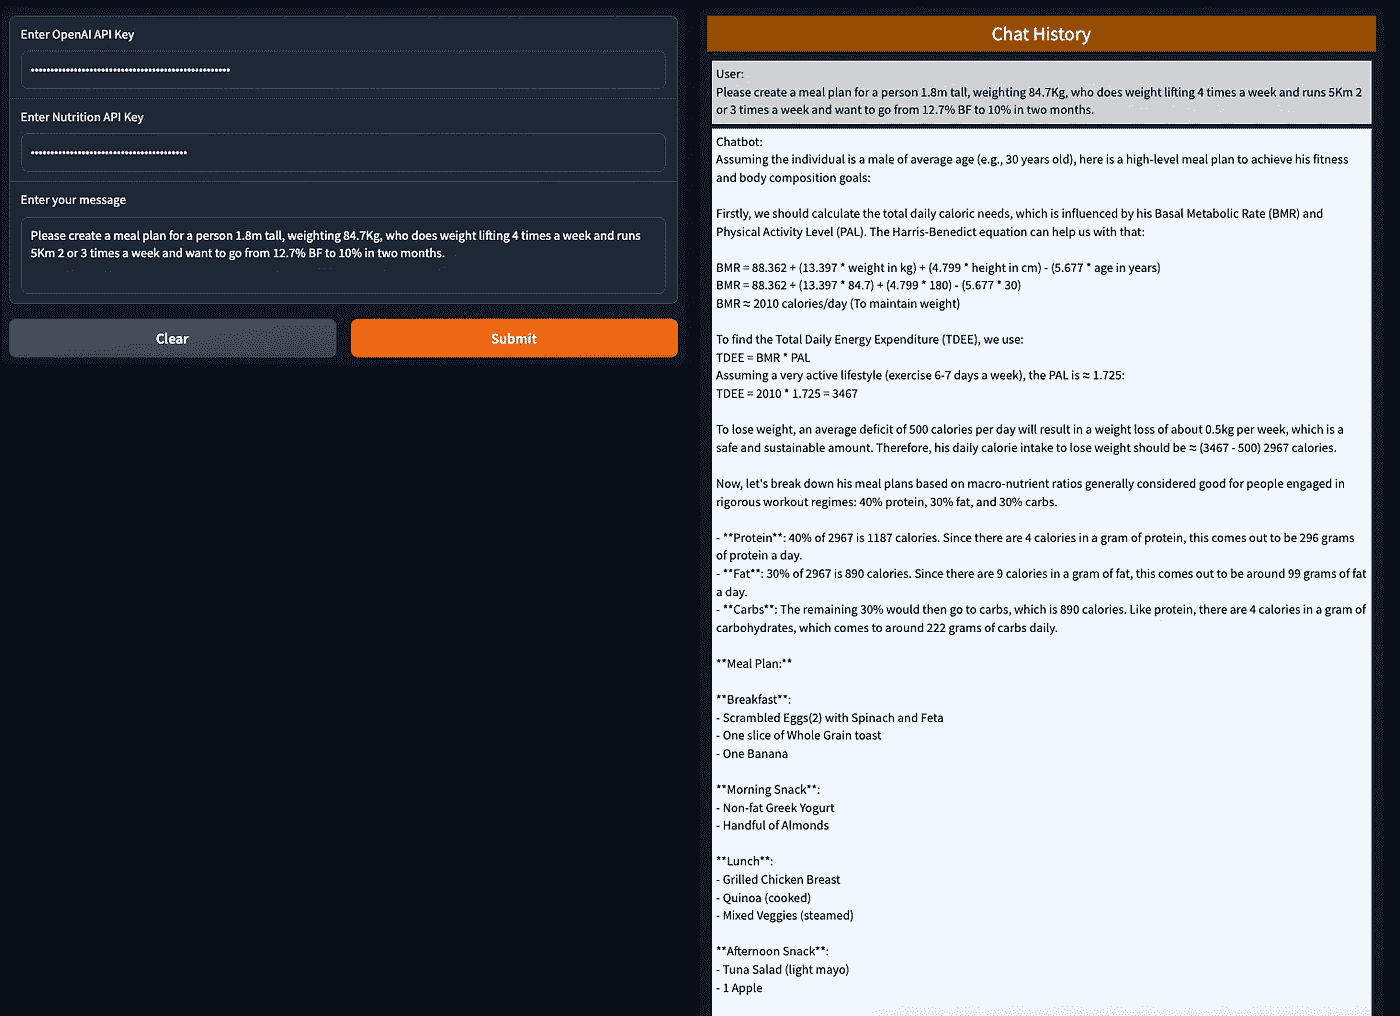 Enter OpenAI API Key
••••••••••••••••••••••••••••••••••••••••••••••••••••
Enter Nutrition API Key
••••••••••••••••••••••••••••••••••••••••
Enter your message
Please create a meal plan for a person 1.8m tall, weighting 84.7Kg, who does weight lifting 4 times a week and runs
5Km 2 or 3 times a week and want to go from 12.7% BF to 10% in two months.
Clear
Submit
Chat History
User:
Please create a meal plan for a person 1.8m tall, weighting 84.7Kg, who does weight lifting 4 times a week and runs 5Km 2
or 3 times a week and want to go from 12.7% BF to 10% in two months.
Chatbot:
Assuming the individual is a male of average age (e.g., 30 years old), here is a high-level meal plan to achieve his fitness
and body composition goals:
Firstly, we should calculate the total daily caloric needs, which is influenced by his Basal Metabolic Rate (BMR) and
Physical Activity Level (PAL). The Harris-Benedict equation can help us with that:
BMR = 88.362 + (13.397 * weight in kg) + (4.799 * height in cm) - (5.677 * age in years)
BMR = 88.362 + (13.397 * 84.7) + (4.799 * 180) - (5.677 * 30)
BMR ≈ 2010 calories/day (To maintain weight)
To find the Total Daily Energy Expenditure (TDEE), we use:
TDEE = BMR * PAL
Assuming a very active lifestyle (exercise 6-7 days a week), the PAL is ≈ 1.725:
TDEE = 2010 * 1.725 = 3467
To lose weight, an average deficit of 500 calories per day will result in a weight loss of about 0.5kg per week, which is a
safe and sustainable amount. Therefore, his daily calorie intake to lose weight should be ≈ (3467 - 500) 2967 calories.
Now, let's break down his meal plans based on macro-nutrient ratios generally considered good for people engaged in
rigorous workout regimes: 40% protein, 30% fat, and 30% carbs.
- **Protein**: 40% of 2967 is 1187 calories. Since there are 4 calories in a gram of protein, this comes out to be 296 grams
of protein a day.
- **Fat**: 30% of 2967 is 890 calories. Since there are 9 calories in a gram of fat, this comes out to be around 99 grams of fat
a day.
- **Carbs**: The remaining 30% would then go to carbs, which is 890 calories. Like protein, there are 4 calories in a gram of
carbohydrates, which comes to around 222 grams of carbs daily.
**Meal Plan:**
**Breakfast**:
- Scrambled Eggs(2) with Spinach and Feta
- One slice of Whole Grain toast
- One Banana
**Morning Snack**:
- Non-fat Greek Yogurt
- Handful of Almonds
**Lunch**:
- Grilled Chicken Breast
- Quinoa (cooked)
- Mixed Veggies (steamed)
**Afternoon Snack**:
- Tuna Salad (light mayo)
- 1 Apple